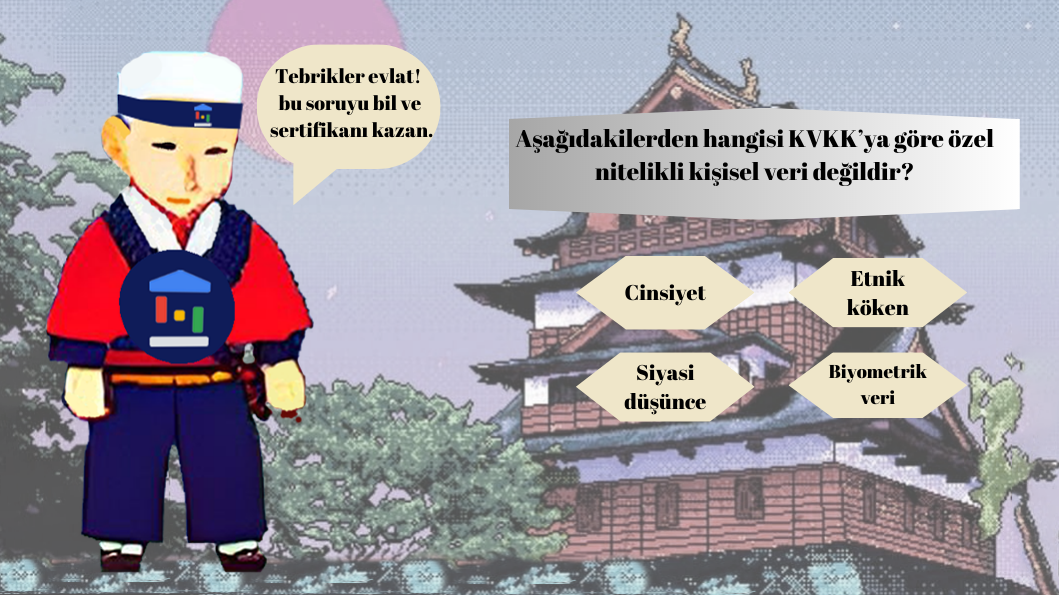 Tebrikler evlat!
bu soruyu bil ve
sertifikanı kazan.
Aşağıdakilerden hangisi KVKK'ya göre özel
nitelikli kişisel veri değildir?
Cinsiyet
Etnik
köken
Siyasi
düşünce
Biyometrik
veri